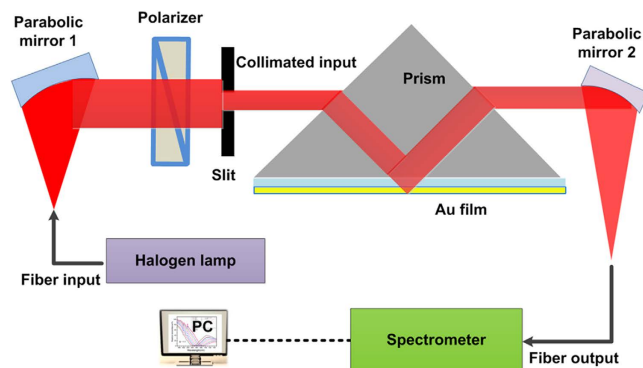 Parabolic
mirror 1
Polarizer
Collimated input
Slit
Prism
Au film
Parabolic
mirror 2
Halogen lamp
Fiber input
PC
Spectrometer
Fiber output